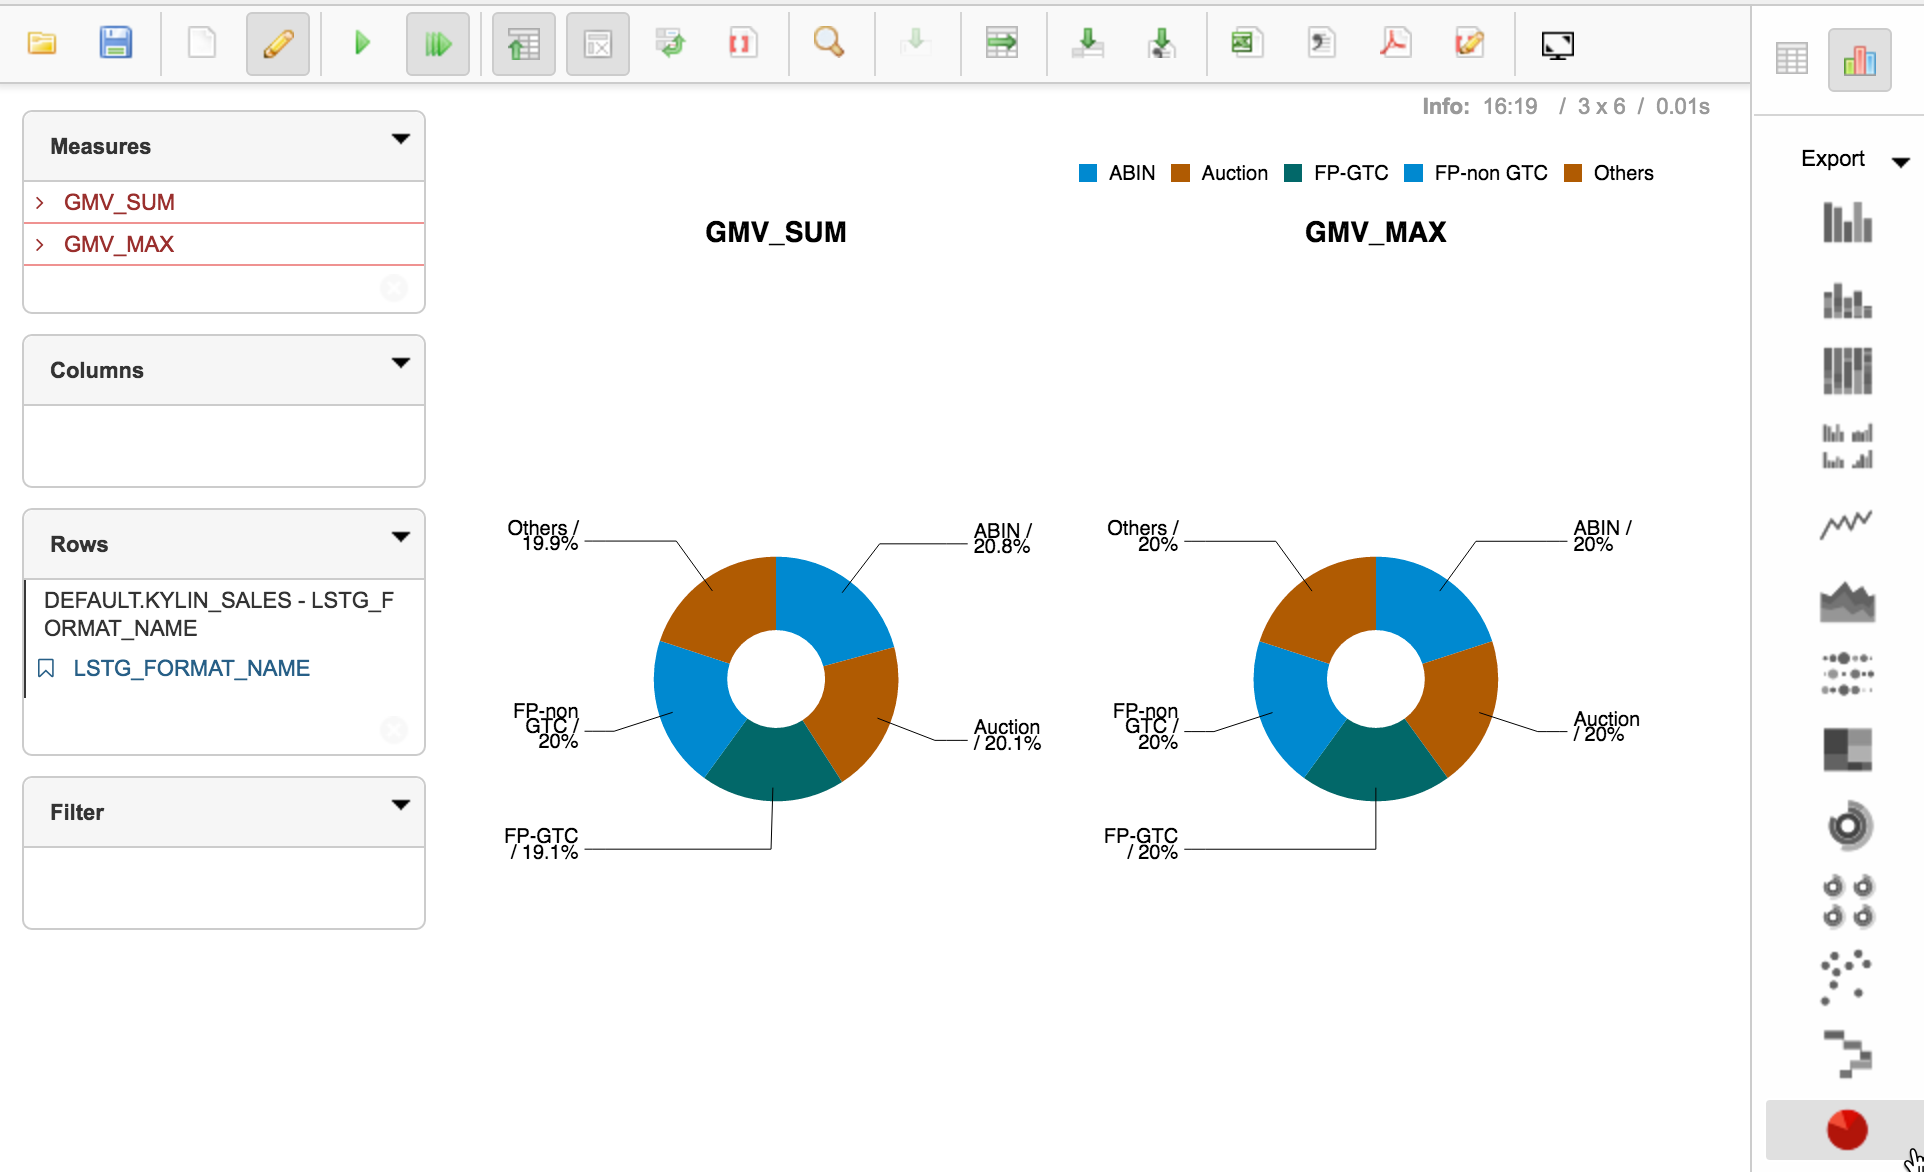 Info: 16:19 / 3 x 6 / 0.01s
Export
Measures
GMV_SUM
GMV_MAX
Columns
Rows
DEFAULT.KYLIN_SALES - LSTG_F
ORMAT_NAME
LSTG_FORMAT_NAME
Filter
ABIN Auction FP-GTC FP-non GTC Others
GMV_SUM
Others /
19.9%
ABIN /
20.8%
FP-non
GTC /
20%
Auction
/ 20.1%
FP-GTC
/ 19.1%
GMV_MAX
Others /
20%
ABIN /
20%
FP-non
GTC /
20%
Auction
/ 20%
FP-GTC
/ 20%